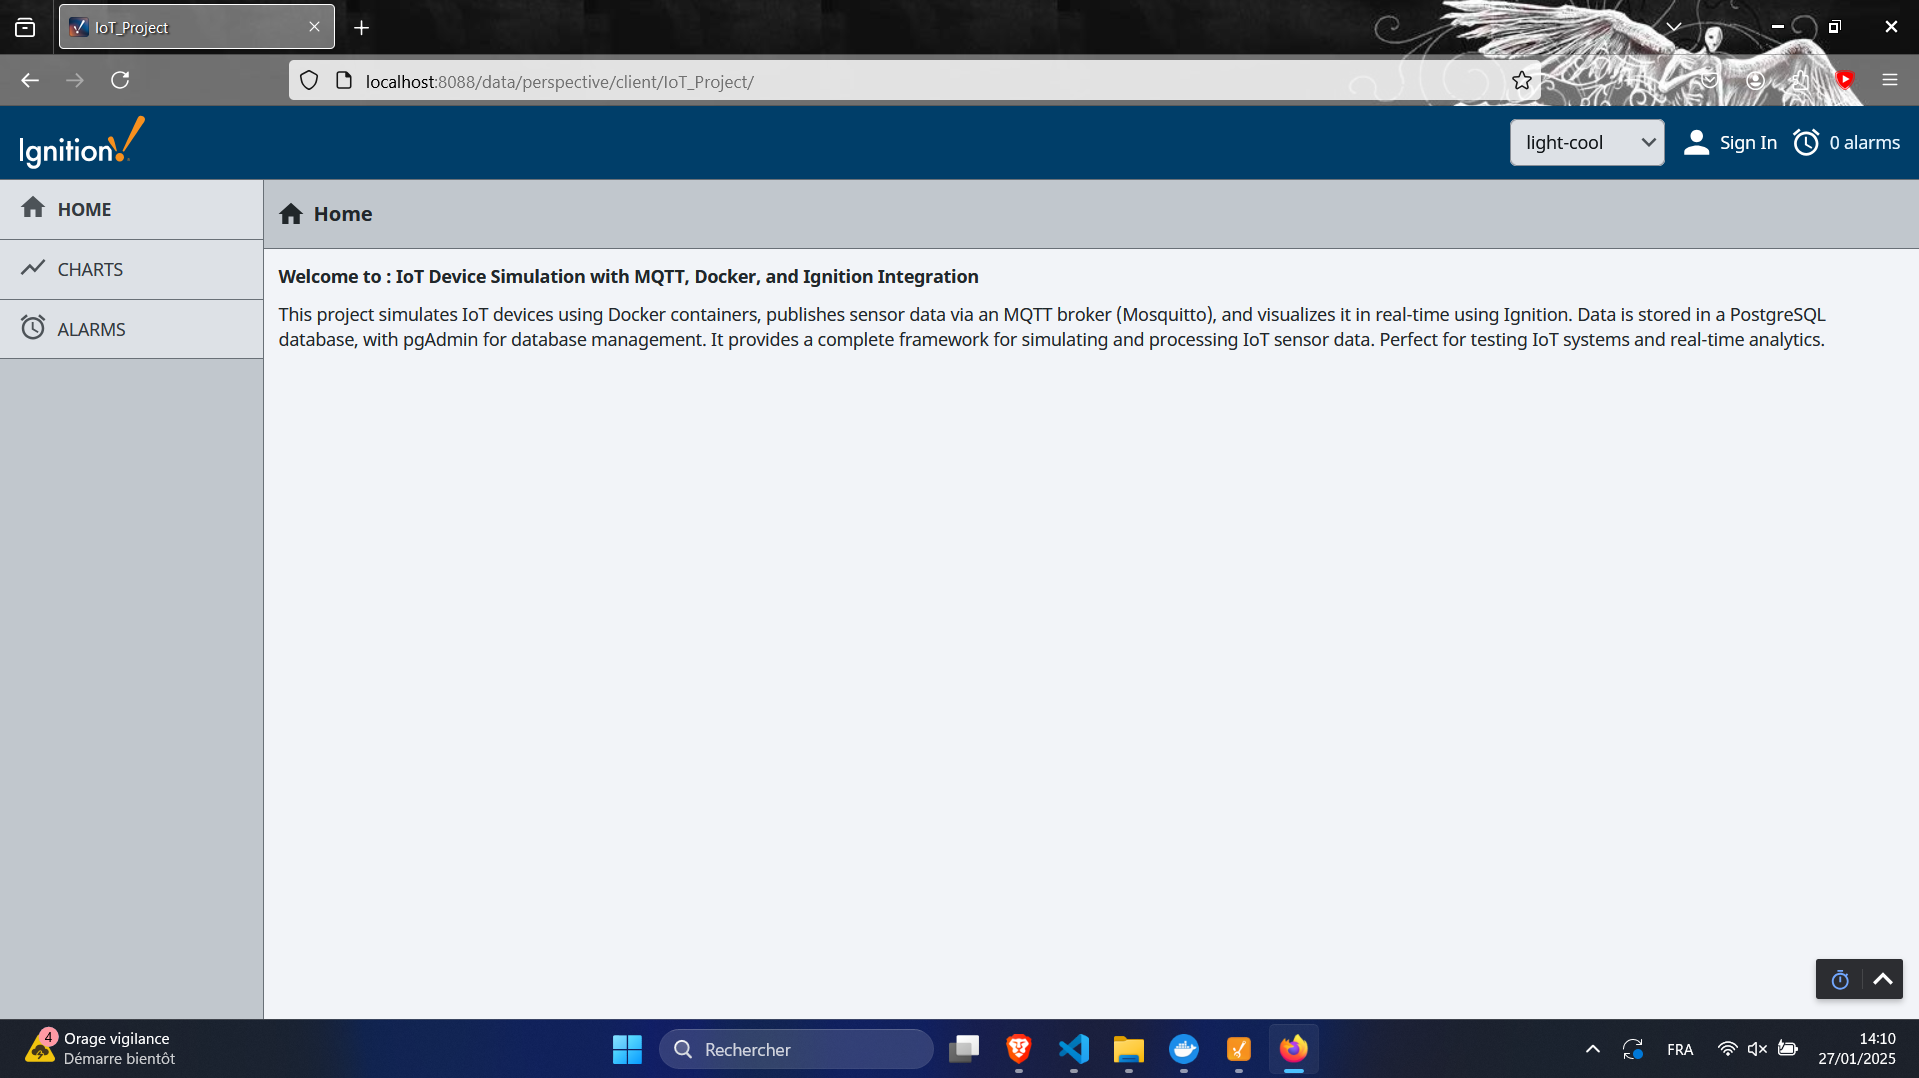 IoT_Project
localhost:8088/data/perspective/client/IoT_Project/
Ignition!
light-cool
Sign In
0 alarms
HOME
CHARTS
ALARMS
Home
Welcome to : IoT Device Simulation with MQTT, Docker, and Ignition Integration
This project simulates IoT devices using Docker containers, publishes sensor data via an MQTT broker (Mosquitto), and visualizes it in real-time using Ignition. Data is stored in a PostgreSQL
database, with pgAdmin for database management. It provides a complete framework for simulating and processing IoT sensor data. Perfect for testing IoT systems and real-time analytics.
4
Orage vigilance
Démarre bientôt
Rechercher
FRA
14:10
27/01/2025